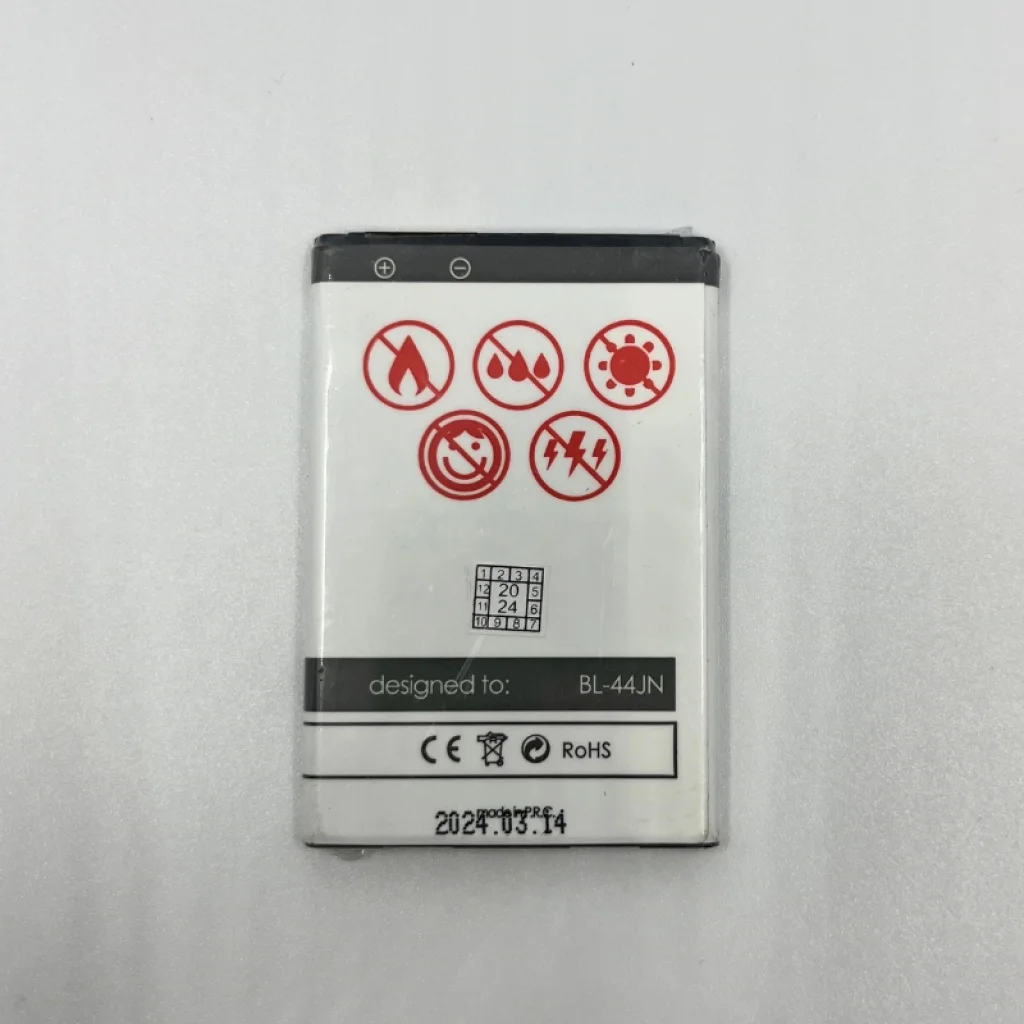 + −
1 2 3 4
12 20 5
11 24 6
10 9 8 7
designed to: BL-44JN
CE RoHS
made in P.R.C.
2024.03.14